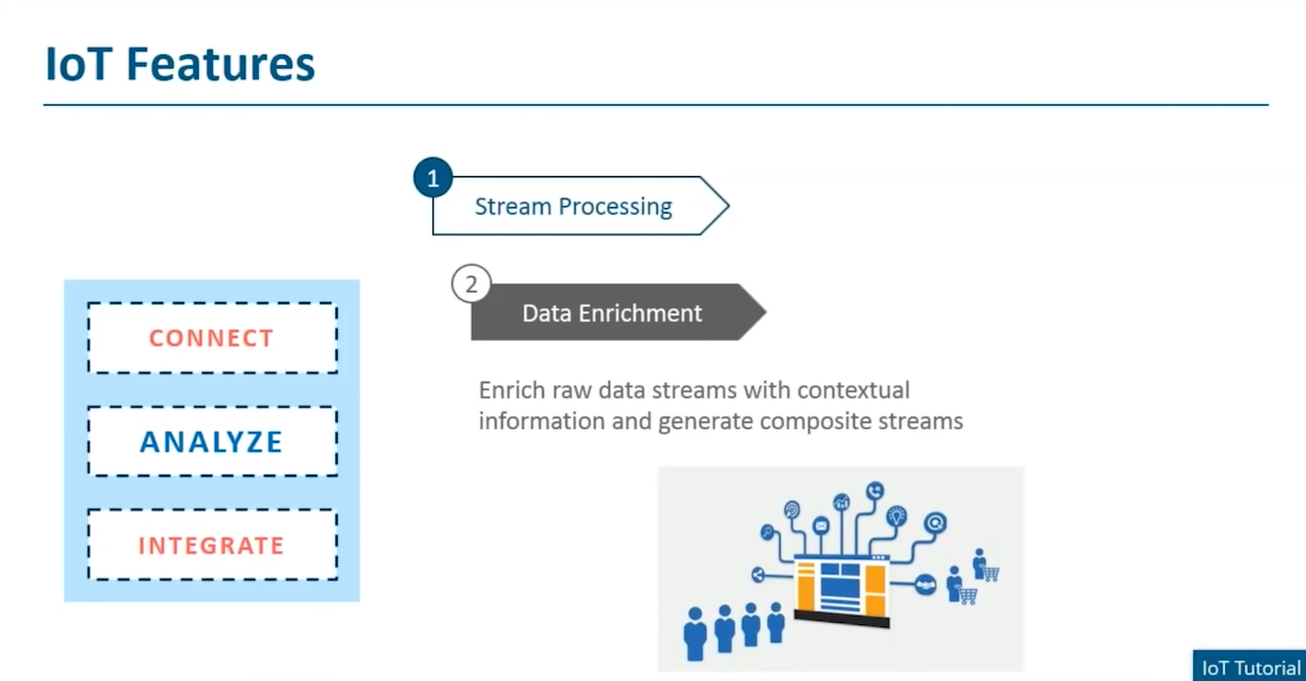 IoT Features
1
Stream Processing
2
Data Enrichment
CONNECT
ANALYZE
INTEGRATE
Enrich raw data streams with contextual
information and generate composite streams
IoT Tutorial